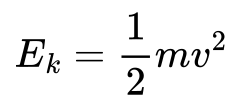 E_k = \frac{1}{2}mv^2